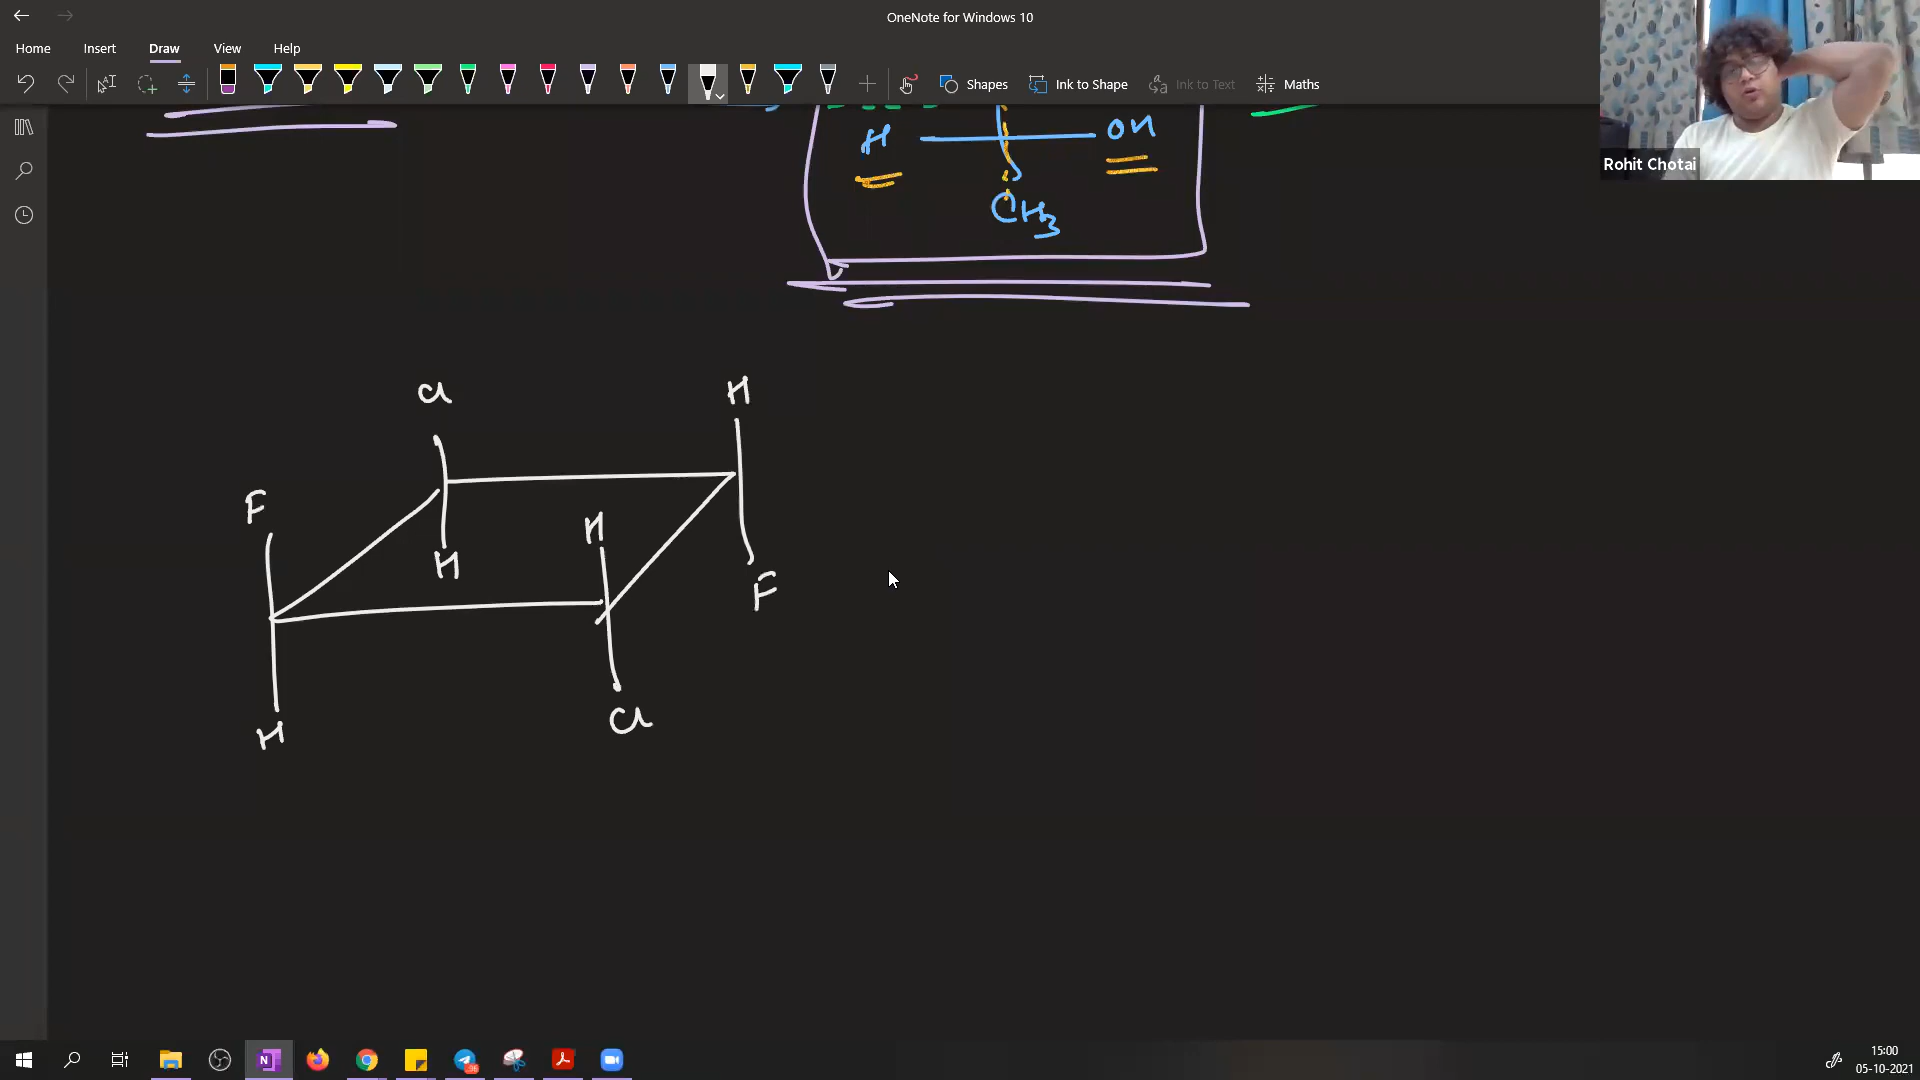 OneNote for Windows 10
Home Insert Draw View Help
Shapes Ink to Shape Ink to Text Maths
Rohit Chotai
H OH
CH3
Cl H
F H
H F
H Cl
15:00
05-10-2021